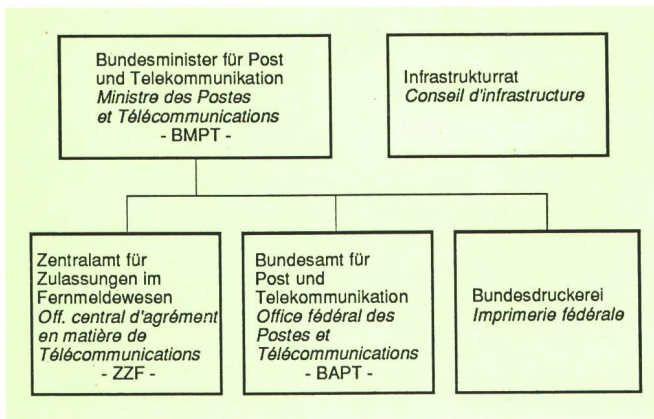 Bundesminister für Post
und Telekommunikation
Ministre des Postes
et Télécommunications
- BMPT -
Infrastrukturrat
Conseil d'infrastructure
Zentralamt für
Zulassungen im
Fernmeldewesen
Off. central d'agrément
en matière de
Télécommunications
- ZZF -
Bundesamt für
Post und
Telekommunikation
Office fédéral des
Postes et
Télécommunications
- BAPT -
Bundesdruckerei
Imprimerie fédérale